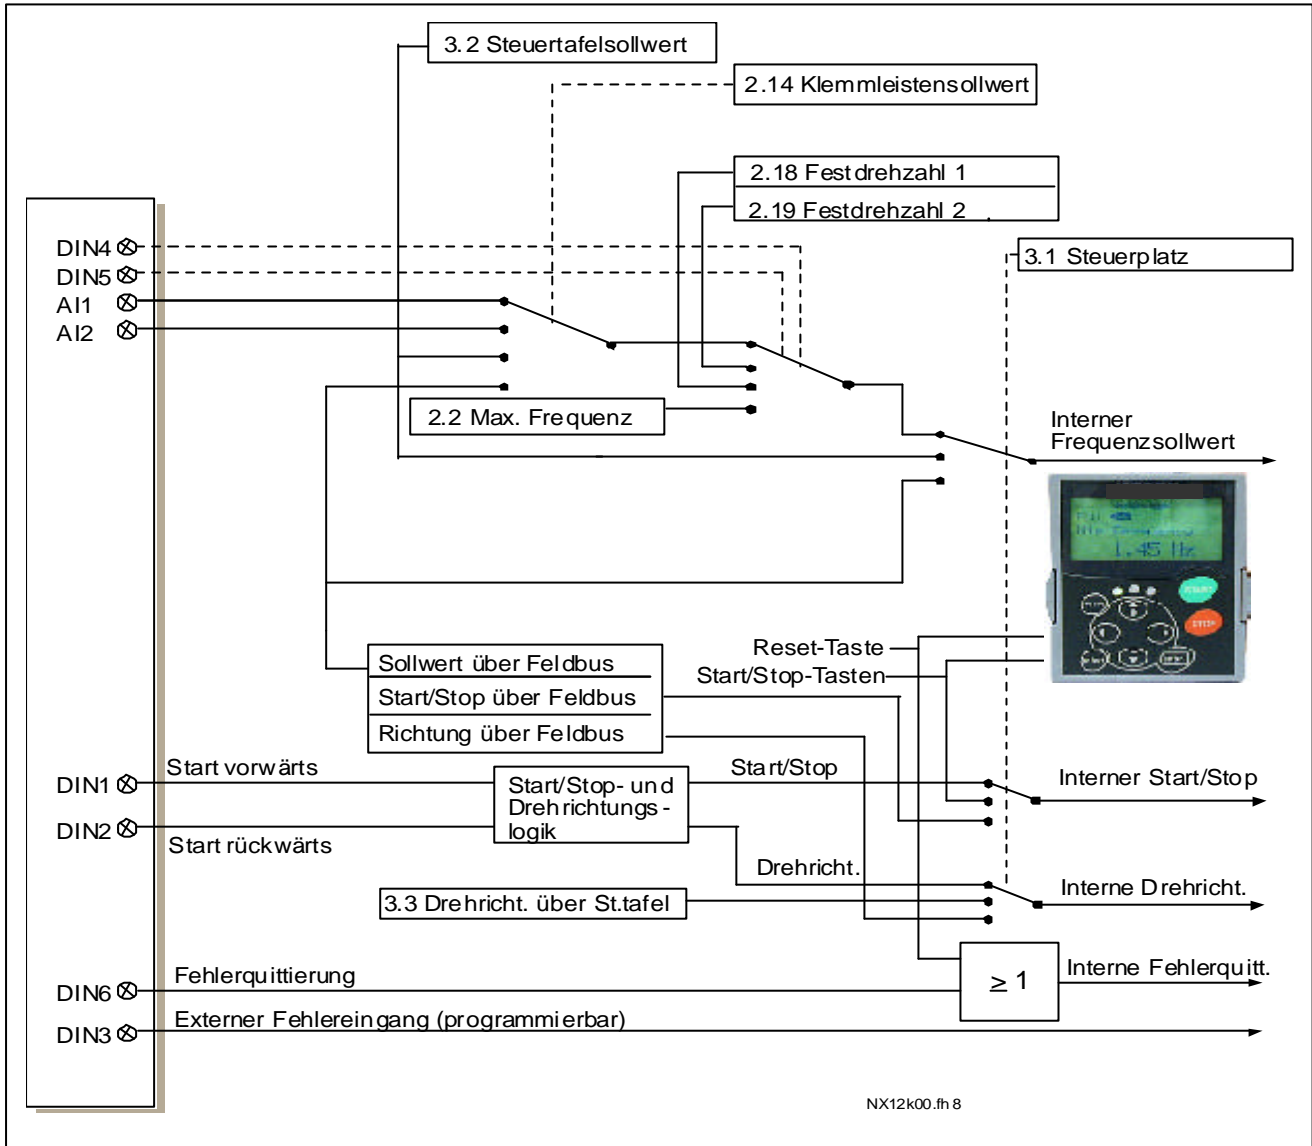 3.2 Steuertafelsollwert
2.14 Klemmleistensollwert
2.18 Festdrehzahl 1
2.19 Festdrehzahl 2
3.1 Steuerplatz
DIN4
DIN5
AI1
AI2
2.2 Max. Frequenz
Interner
Frequenzsollwert
1.45 Hz
START
STOP
Reset-Taste
Start/Stop-Tasten
Sollwert über Feldbus
Start/Stop über Feldbus
Richtung über Feldbus
DIN1
Start vorwärts
Start/Stop- und
Drehrichtungs-
logik
Start/Stop
Interner Start/Stop
DIN2
Start rückwärts
Drehricht.
3.3 Drehricht. über St.tafel
Interne Drehricht.
DIN6
Fehlerquittierung
≥ 1
Interne Fehlerquitt.
DIN3
Externer Fehlereingang (programmierbar)
NX12k00.fh8